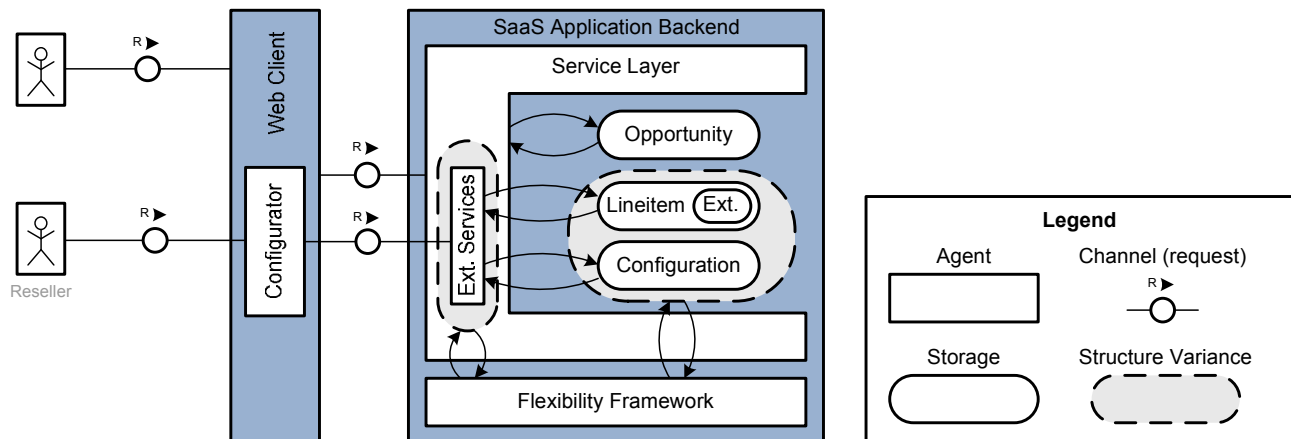 SaaS Application Backend
Service Layer
R
Web Client
Opportunity
R
Ext. Services
Lineitem
Ext.
R
R
Configurator
Configuration
Reseller
Flexibility Framework
Legend
Agent
Channel (request)
R
Storage
Structure Variance